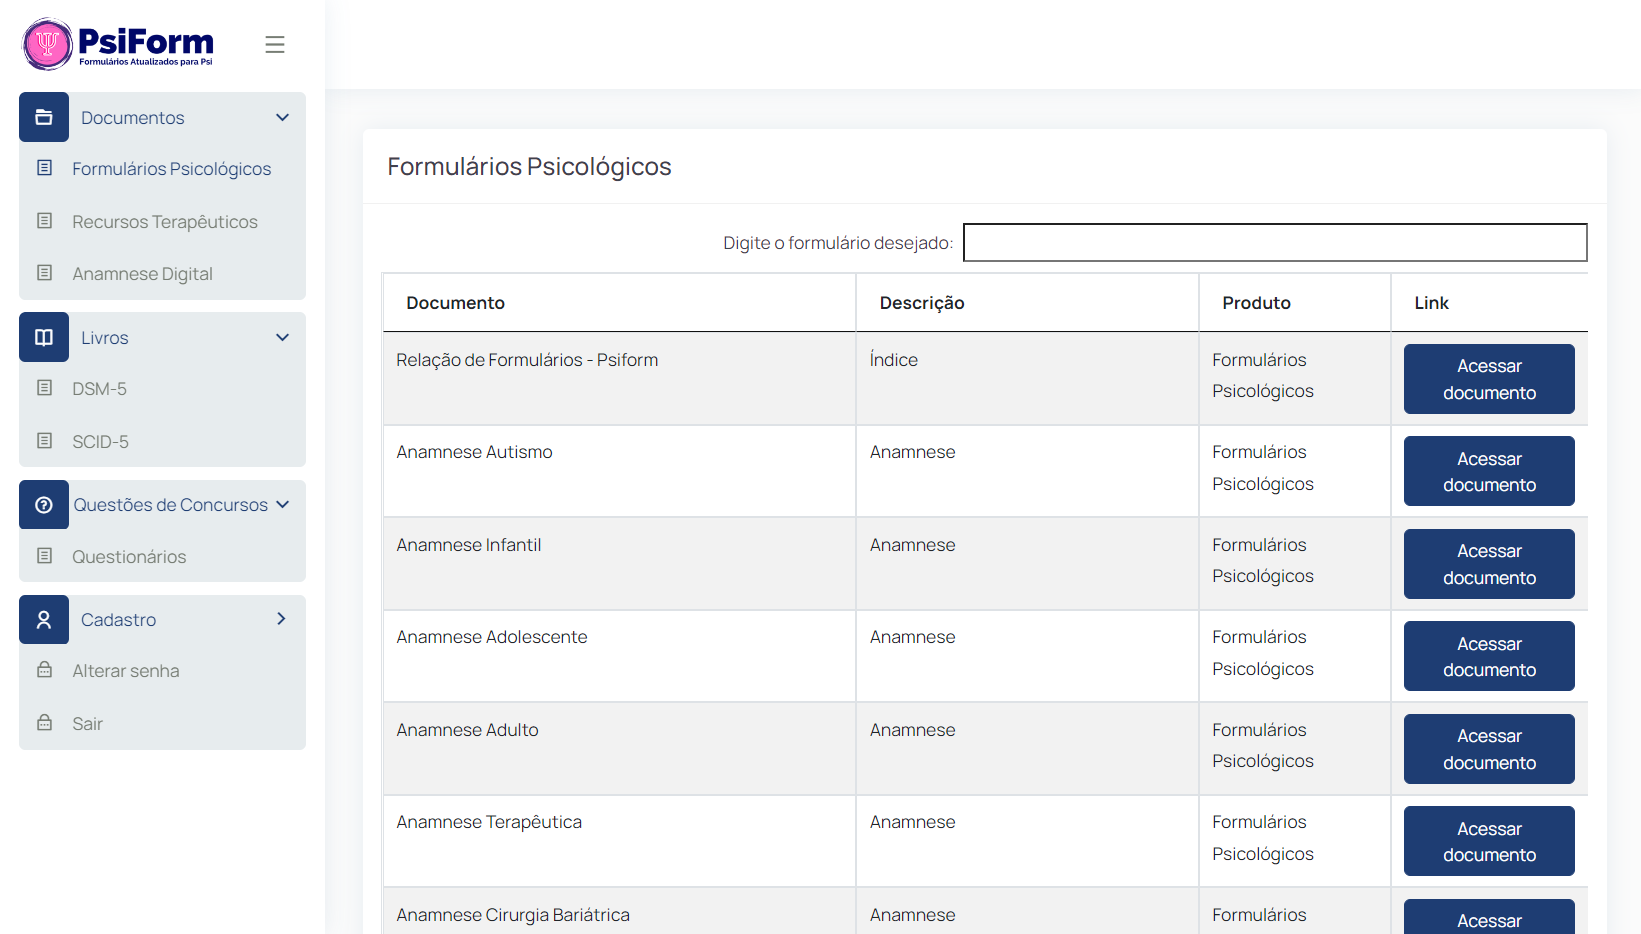 PsiForm
Formulários Atualizados para Psi
Documentos
Formulários Psicológicos
Recursos Terapêuticos
Anamnese Digital
Livros
DSM-5
SCID-5
Questões de Concursos
Questionários
Cadastro
Alterar senha
Sair
Formulários Psicológicos
Digite o formulário desejado:
Documento Descrição Produto Link
Relação de Formulários - Psiform Índice Formulários Acessar
Psicológicos documento
Anamnese Autismo Anamnese Formulários Acessar
Psicológicos documento
Anamnese Infantil Anamnese Formulários Acessar
Psicológicos documento
Anamnese Adolescente Anamnese Formulários Acessar
Psicológicos documento
Anamnese Adulto Anamnese Formulários Acessar
Psicológicos documento
Anamnese Terapêutica Anamnese Formulários Acessar
Psicológicos documento
Anamnese Cirurgia Bariátrica Anamnese Formulários Acessar